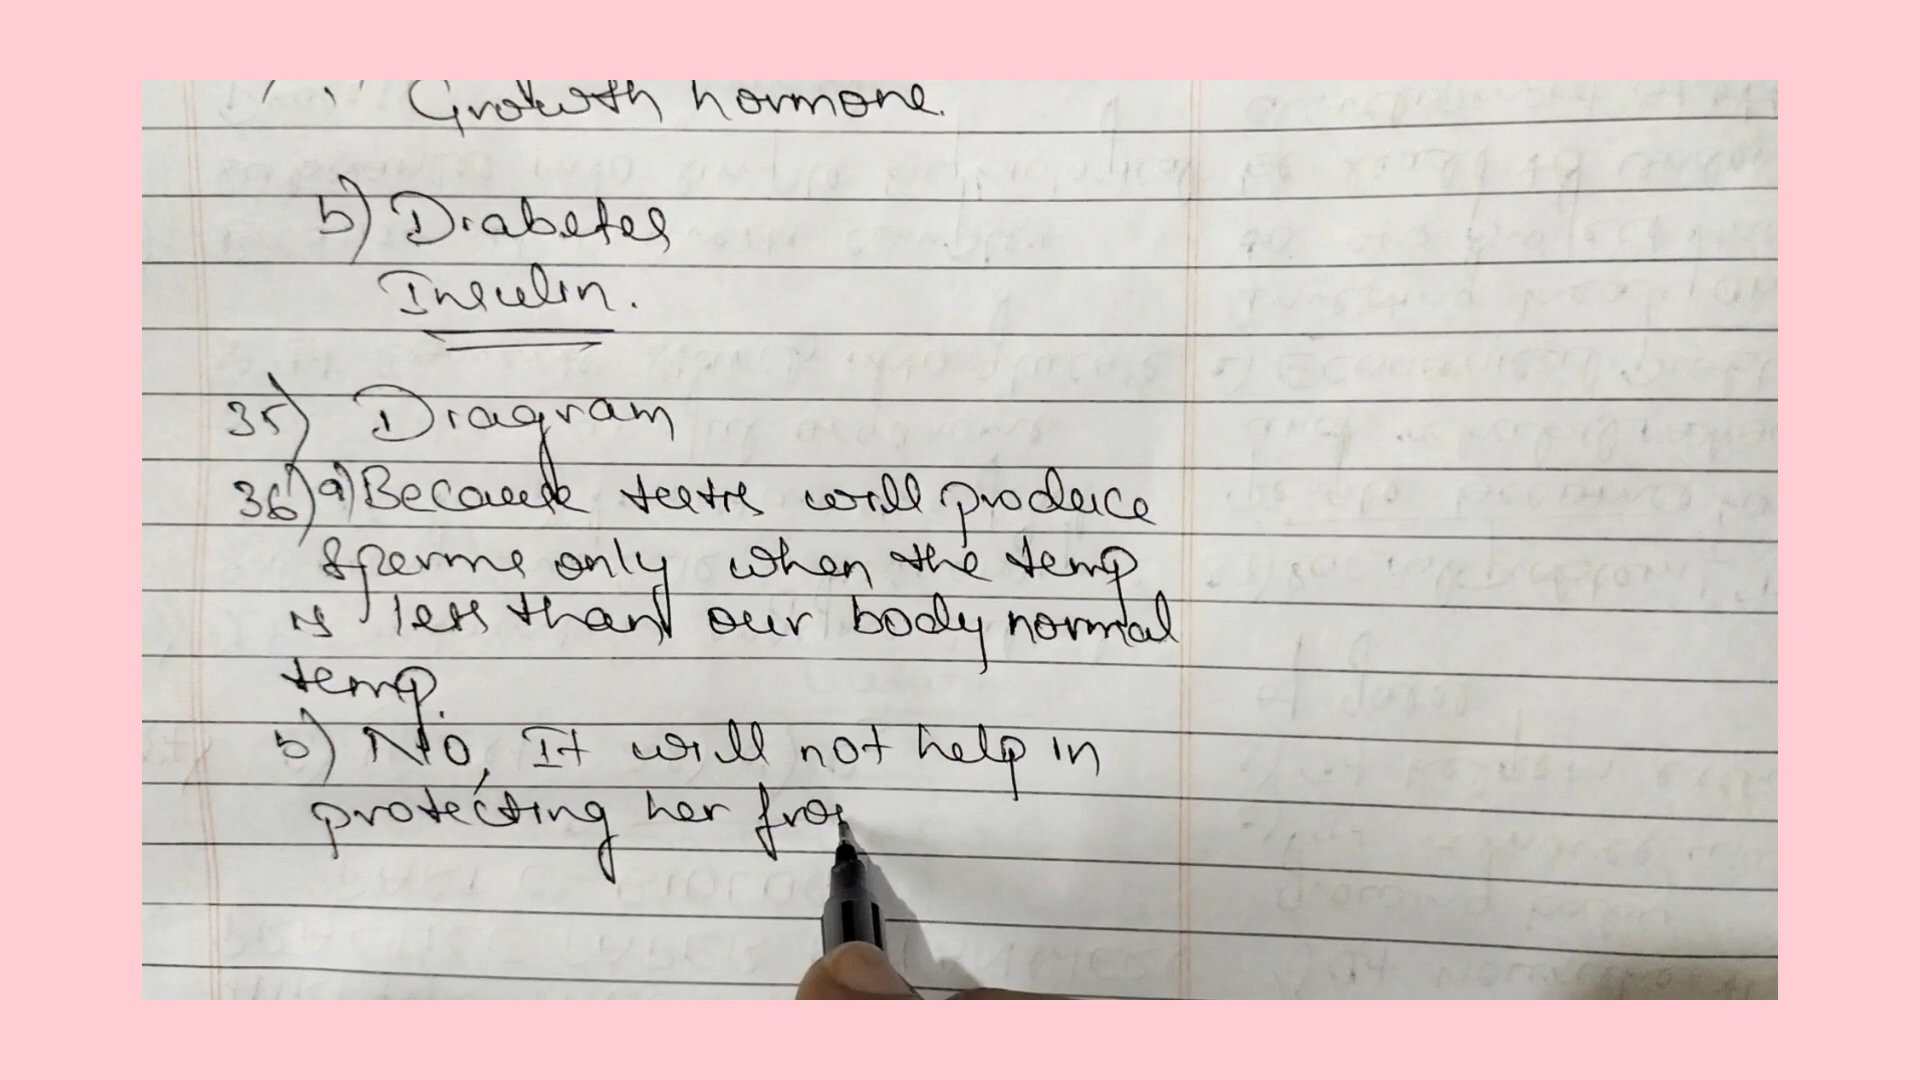 Growth hormone.
b) Diabetes
Insulin.
35) Diagram
36) a) Because testis will produce
sperms only when the temp
is less than our body normal
temp.
b) No, It will not help in
protecting her from